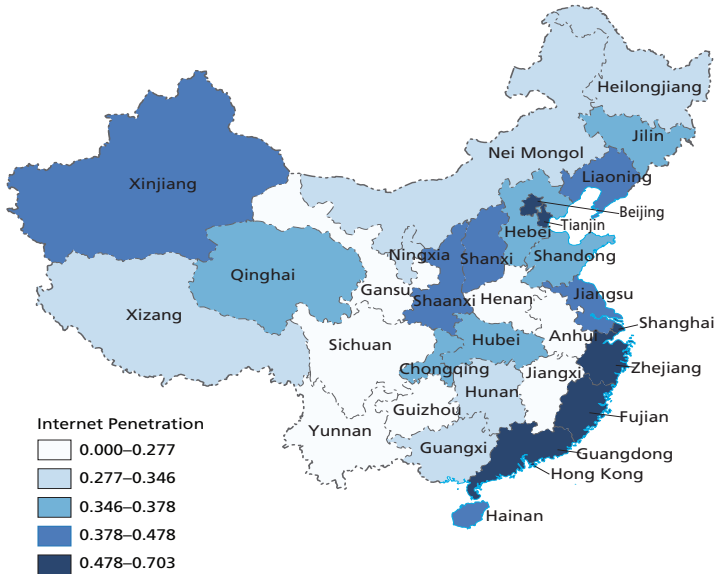 Heilongjiang
Jilin
Nei Mongol
Liaoning
Xinjiang
Beijing
Tianjin
Hebei
Ningxia
Shanxi
Shandong
Qinghai
Gansu
Shaanxi
Henan
Jiangsu
Xizang
Shanghai
Anhui
Hubei
Sichuan
Chongqing
Zhejiang
Jiangxi
Hunan
Guizhou
Fujian
Yunnan
Guangxi
Guangdong
Hong Kong
Hainan
Internet Penetration
0.000–0.277
0.277–0.346
0.346–0.378
0.378–0.478
0.478–0.703